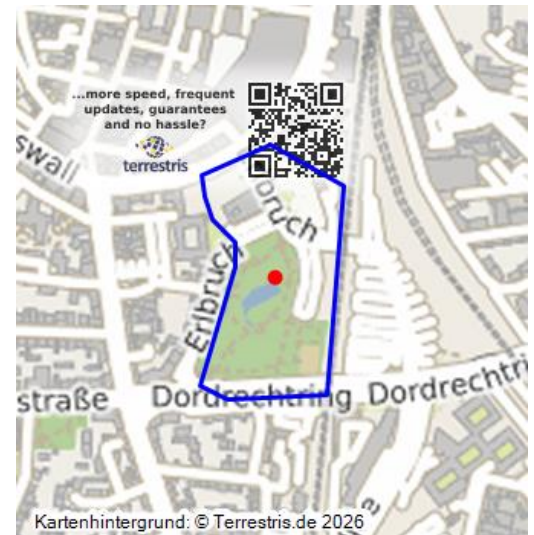 ...more speed, frequent
updates, guarantees
and no hassle?
terrestris
swall
bruch
Erlbruch
straße
Dordrechtring
Dordrechtri
Kartenhintergrund: © Terrestris.de 2026